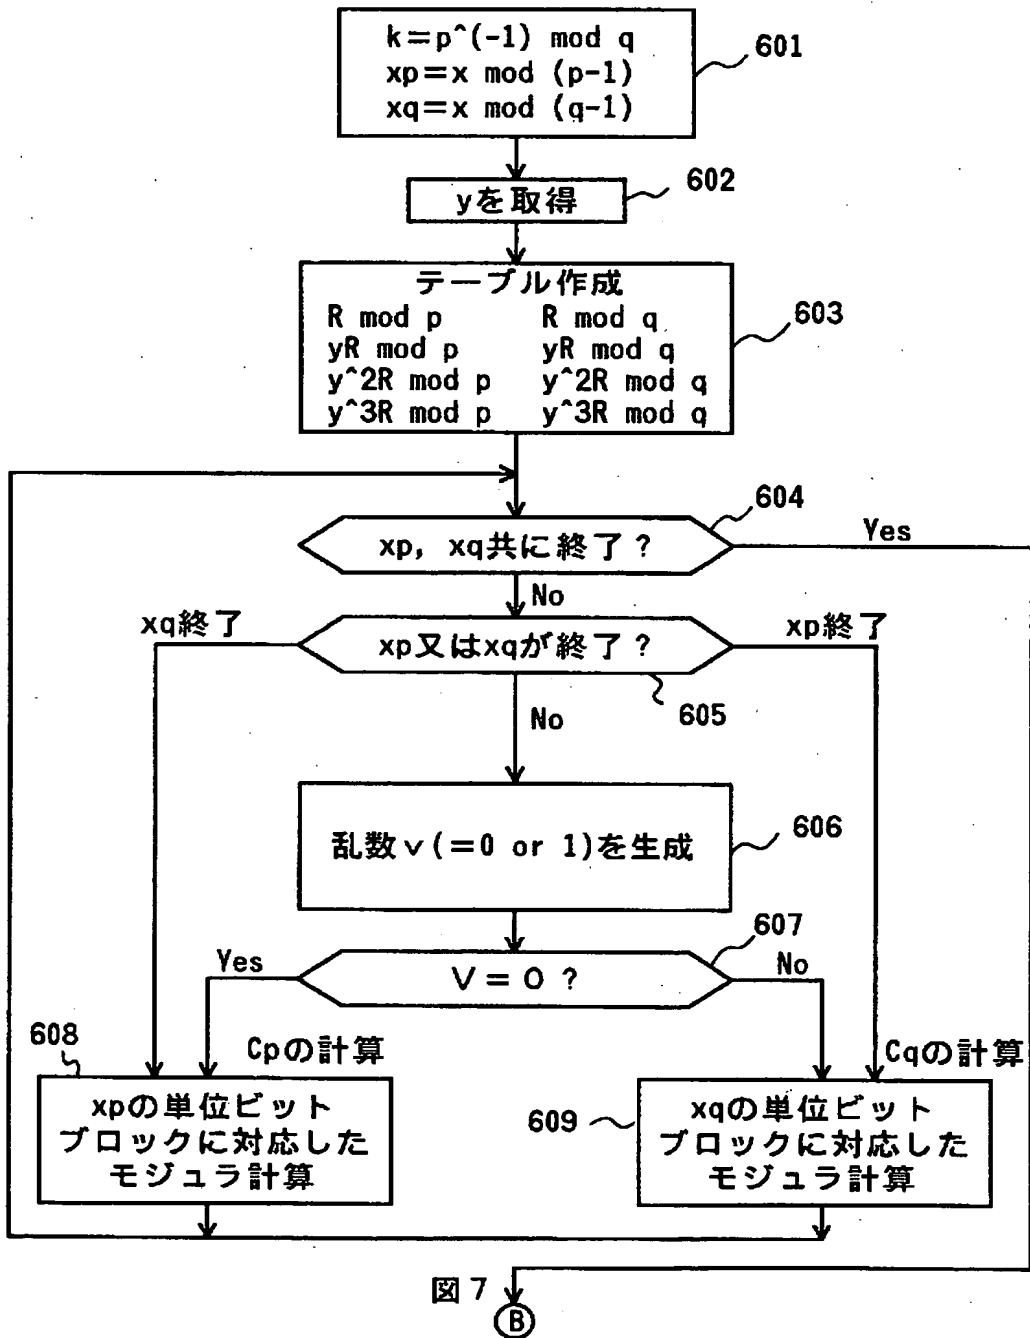 k=p^(-1) mod q
xp=x mod (p-1)
xq=x mod (q-1)
601
yを取得
602
テーブル作成
R mod p R mod q
yR mod p yR mod q
y^2R mod p y^2R mod q
y^3R mod p y^3R mod q
603
604
xp, xq共に終了?
Yes
No
xq終了
xp又はxqが終了?
xp終了
605
No
乱数v(=0 or 1)を生成
606
607
Yes
V=0?
No
608
Cpの計算
Cqの計算
xpの単位ビット
ブロックに対応した
モジュラ計算
609
xqの単位ビット
ブロックに対応した
モジュラ計算
図7
B